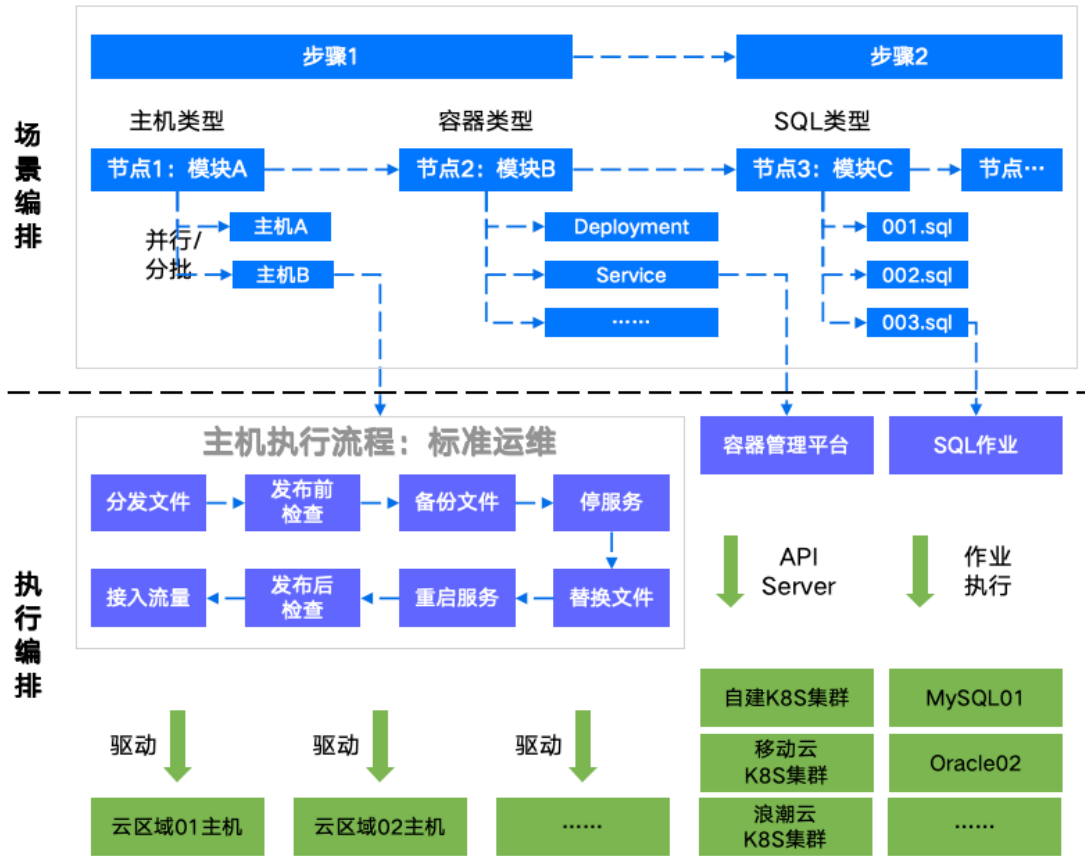 场
景
编
排
步骤1
步骤2
主机类型
容器类型
SQL类型
节点1：模块A
节点2：模块B
节点3：模块C
节点…
并行/
分批
主机A
主机B
Deployment
Service
……
001.sql
002.sql
003.sql
执
行
编
排
主机执行流程：标准运维
分发文件
发布前
检查
备份文件
停服务
接入流量
发布后
检查
重启服务
替换文件
容器管理平台
SQL作业
API
Server
作业
执行
驱动
驱动
驱动
云区域01主机
云区域02主机
……
自建K8S集群
移动云
K8S集群
浪潮云
K8S集群
MySQL01
Oracle02
……